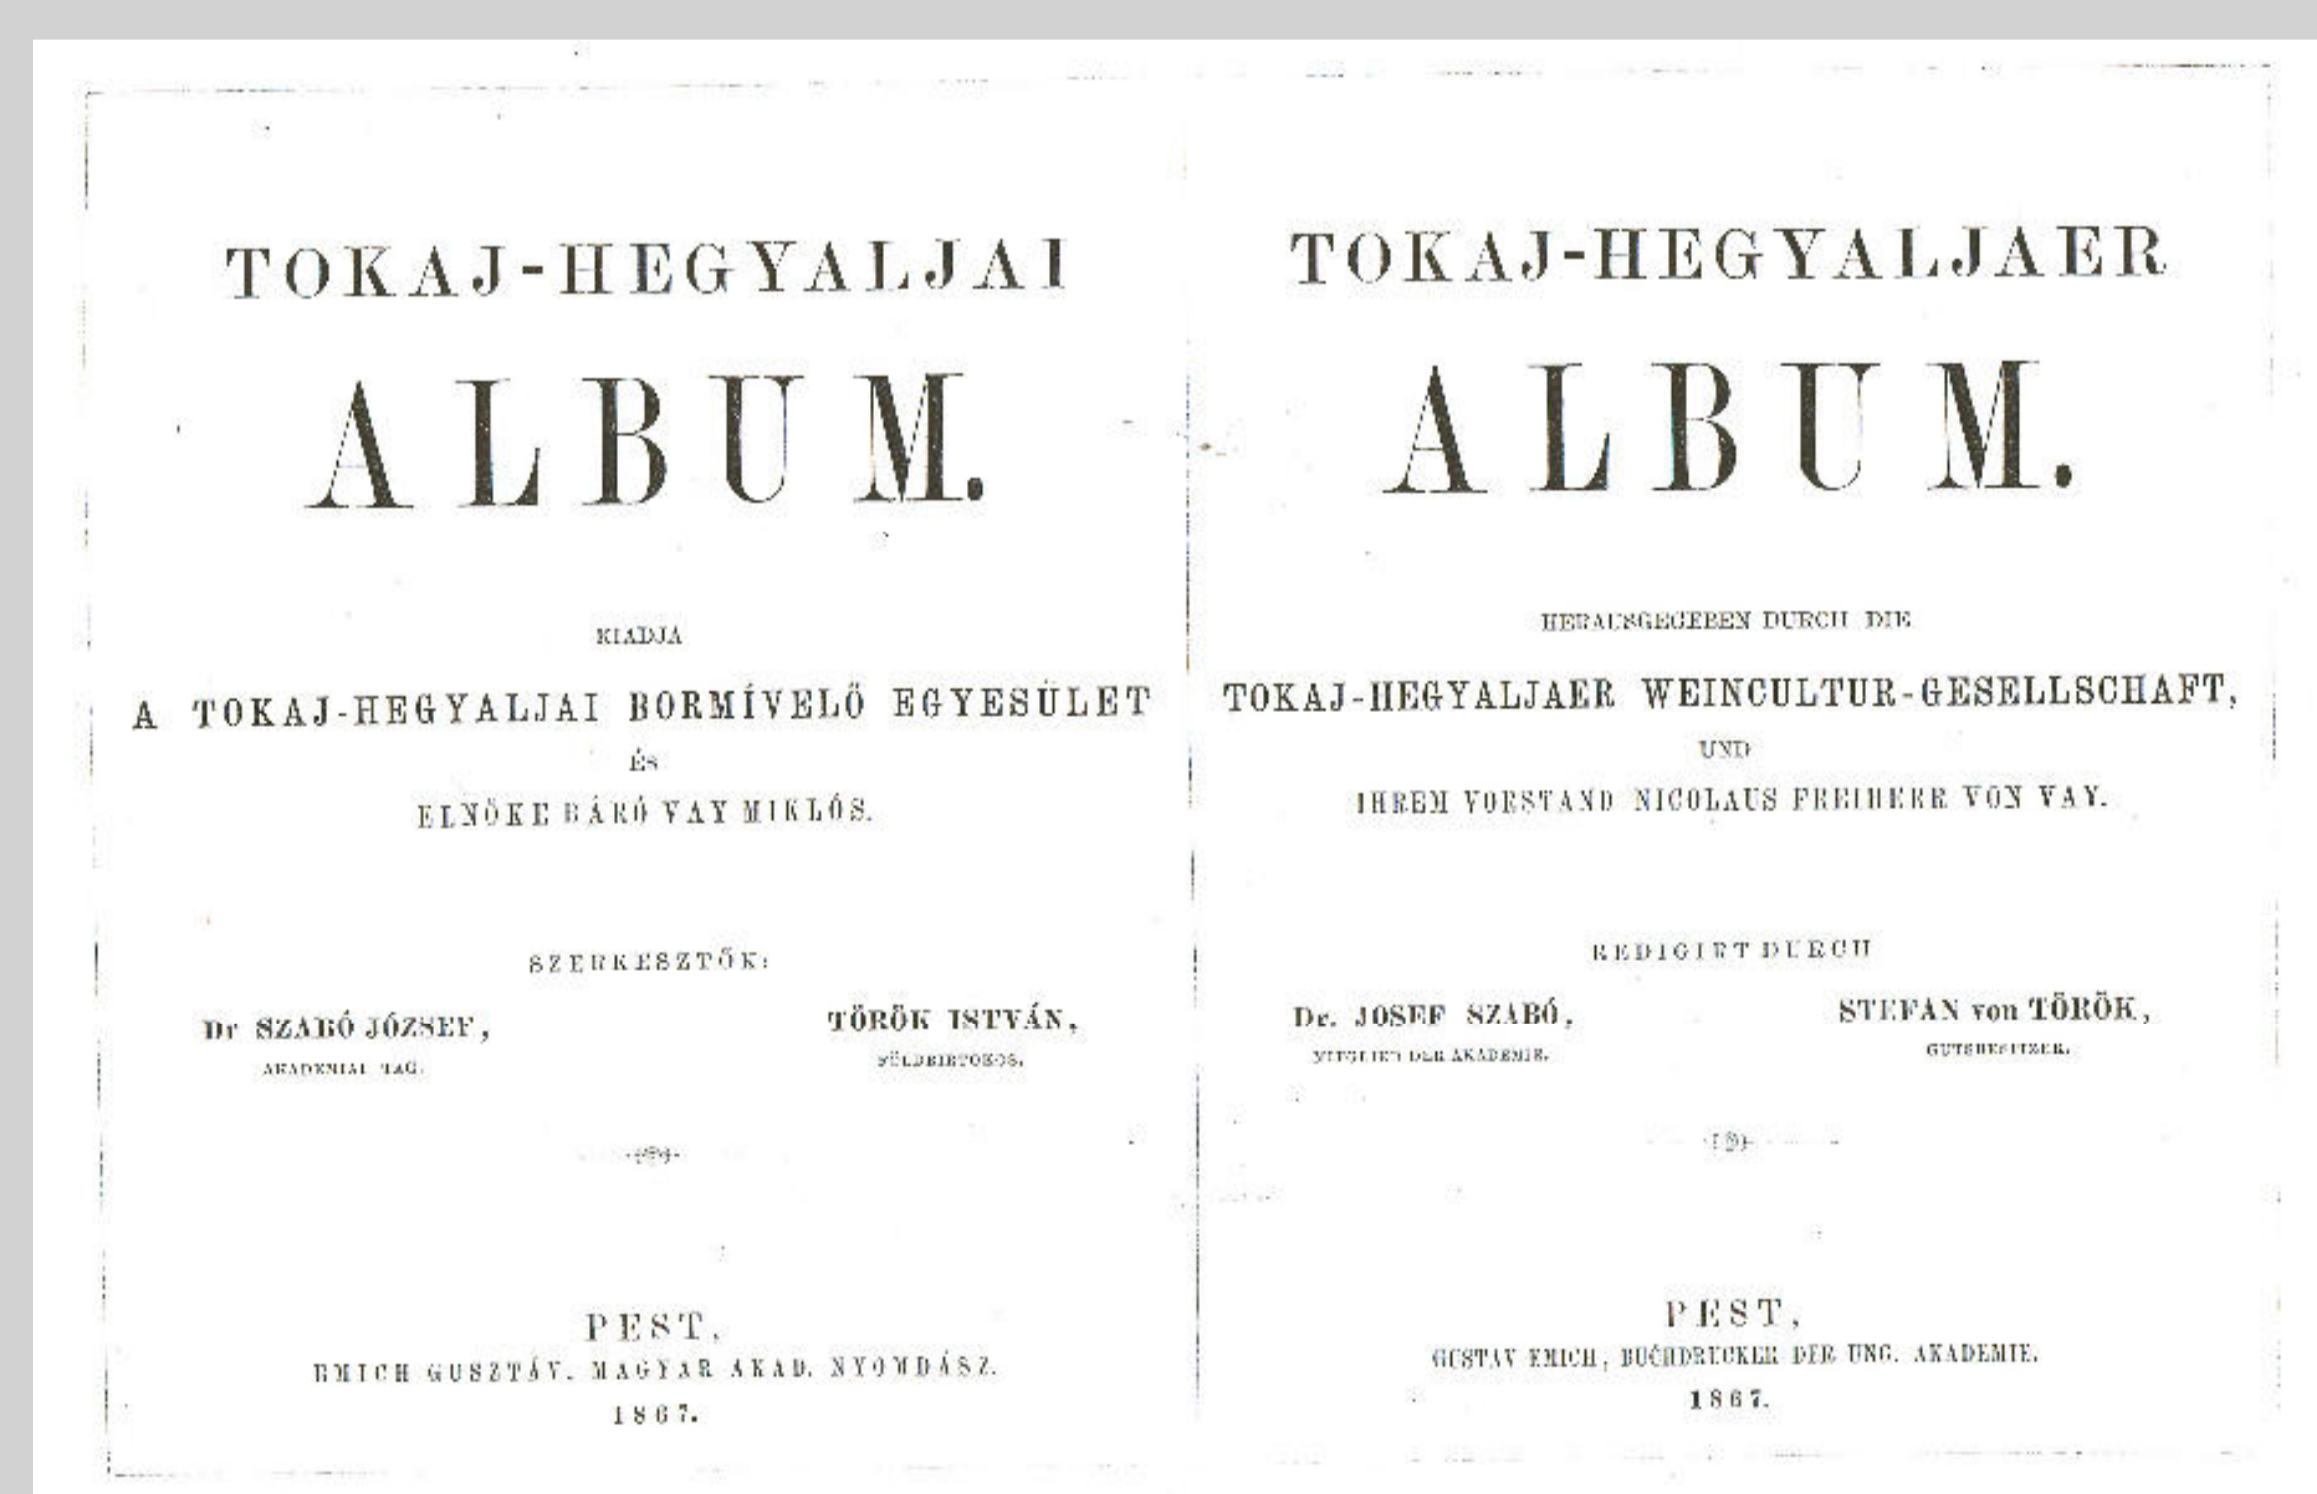 TOKAJ-HEGYALJAI
ALBUM.
KIADJA
A TOKAJ-HEGYALJAI BORMÍVELŐ EGYESÜLET
ÉS
ELNÖKE BÁRÓ VAY MIKLÓS.
SZERKESZTŐK:
Dr SZABÓ JÓZSEF,
AKADEMIAI TAG.
TÖRÖK ISTVÁN,
FÖLDBIRTOKOS.
PEST,
EMICH GUSZTÁV. MAGYAR AKAD. NYOMDÁSZ.
1867.
TOKAJ-HEGYALJAER
ALBUM.
HERAUSGEGEBEN DURCH DIE
TOKAJ-HEGYALJAER WEINCULTUR-GESELLSCHAFT,
UND
IHREM VORSTAND NICOLAUS FREIHERR VON VAY.
REDIGIRT DURCH
Dr. JOSEF SZABÓ,
MITGLIED DER AKADEMIE.
STEFAN von TÖRÖK,
GUTSBESITZER.
PEST,
GUSTAV EMICH, BUCHDRUCKER DER UNG. AKADEMIE.
1867.